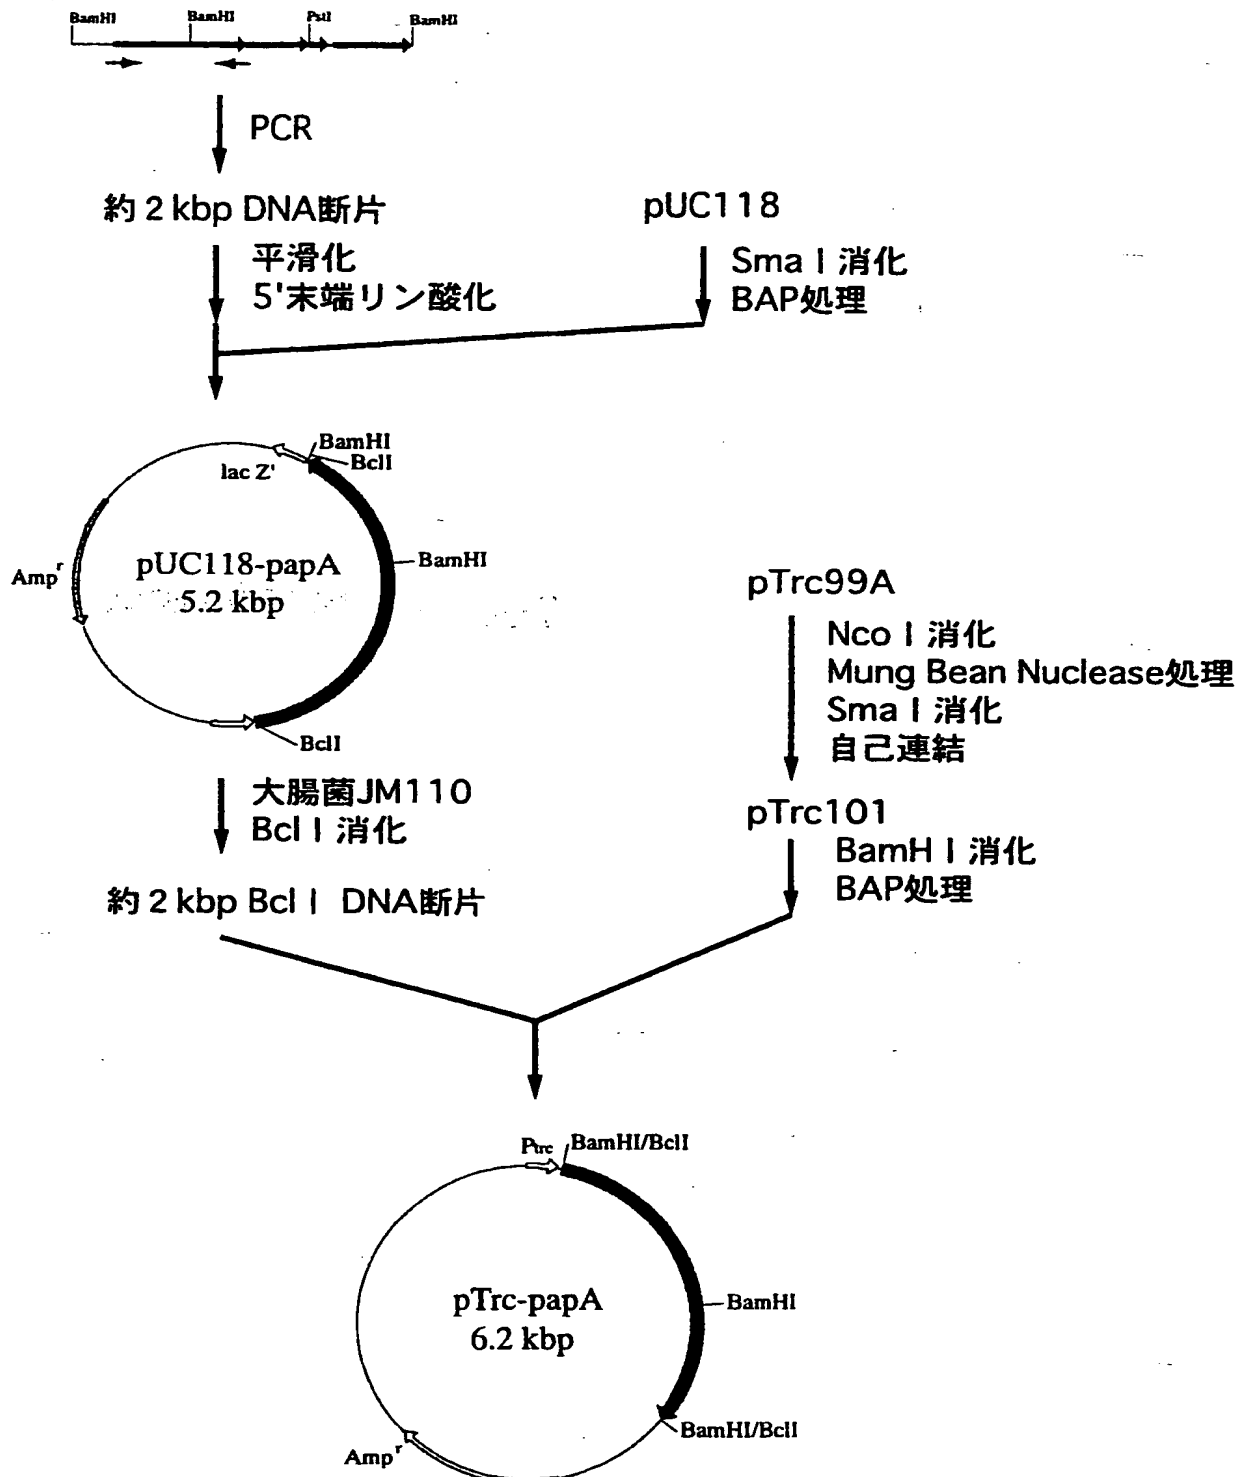 BamHI BamHI PstI BamHI
PCR
約 2 kbp DNA断片
pUC118
平滑化
5'末端リン酸化
Sma I 消化
BAP処理
BamHI
BclI
lac Z'
BamHI
Amp^r
pUC118-papA
5.2 kbp
BclI
pTrc99A
Nco I 消化
Mung Bean Nuclease処理
Sma I 消化
自己連結
大腸菌JM110
Bcl I 消化
pTrc101
BamH I 消化
BAP処理
約 2 kbp Bcl I DNA断片
Ptrc
BamHI/BclI
pTrc-papA
6.2 kbp
BamHI
BamHI/BclI
Amp^r